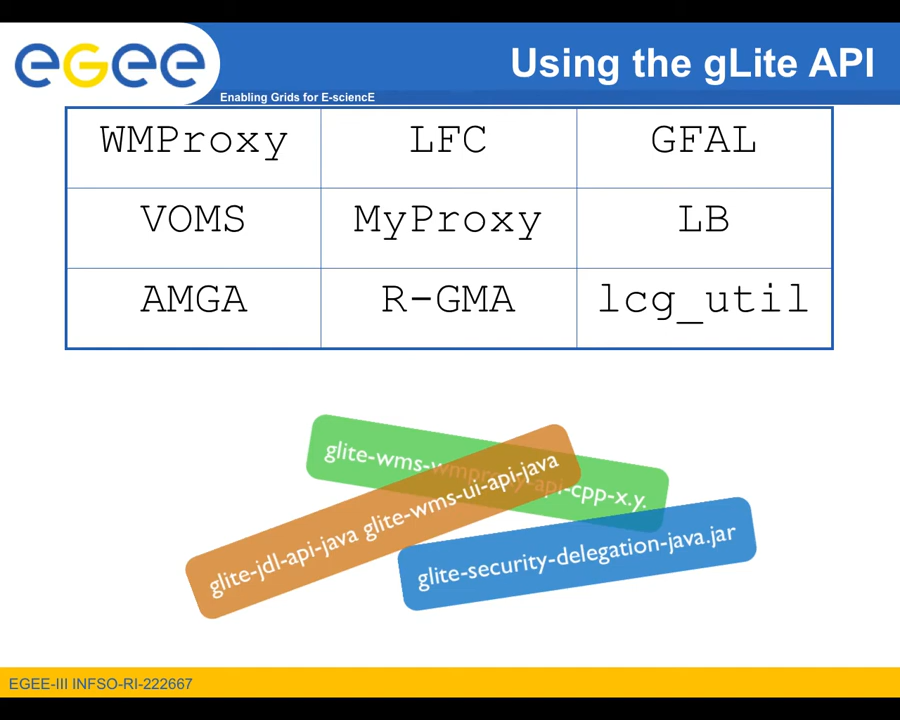 egee
Using the gLite API
Enabling Grids for E-sciencE
WMProxy LFC GFAL
VOMS MyProxy LB
AMGA R-GMA lcg_util
glite-wms-wmproxy-api-cpp-x.y.
glite-jdl-api-java glite-wms-ui-api-java
glite-security-delegation-java.jar
EGEE-III INFSO-RI-222667